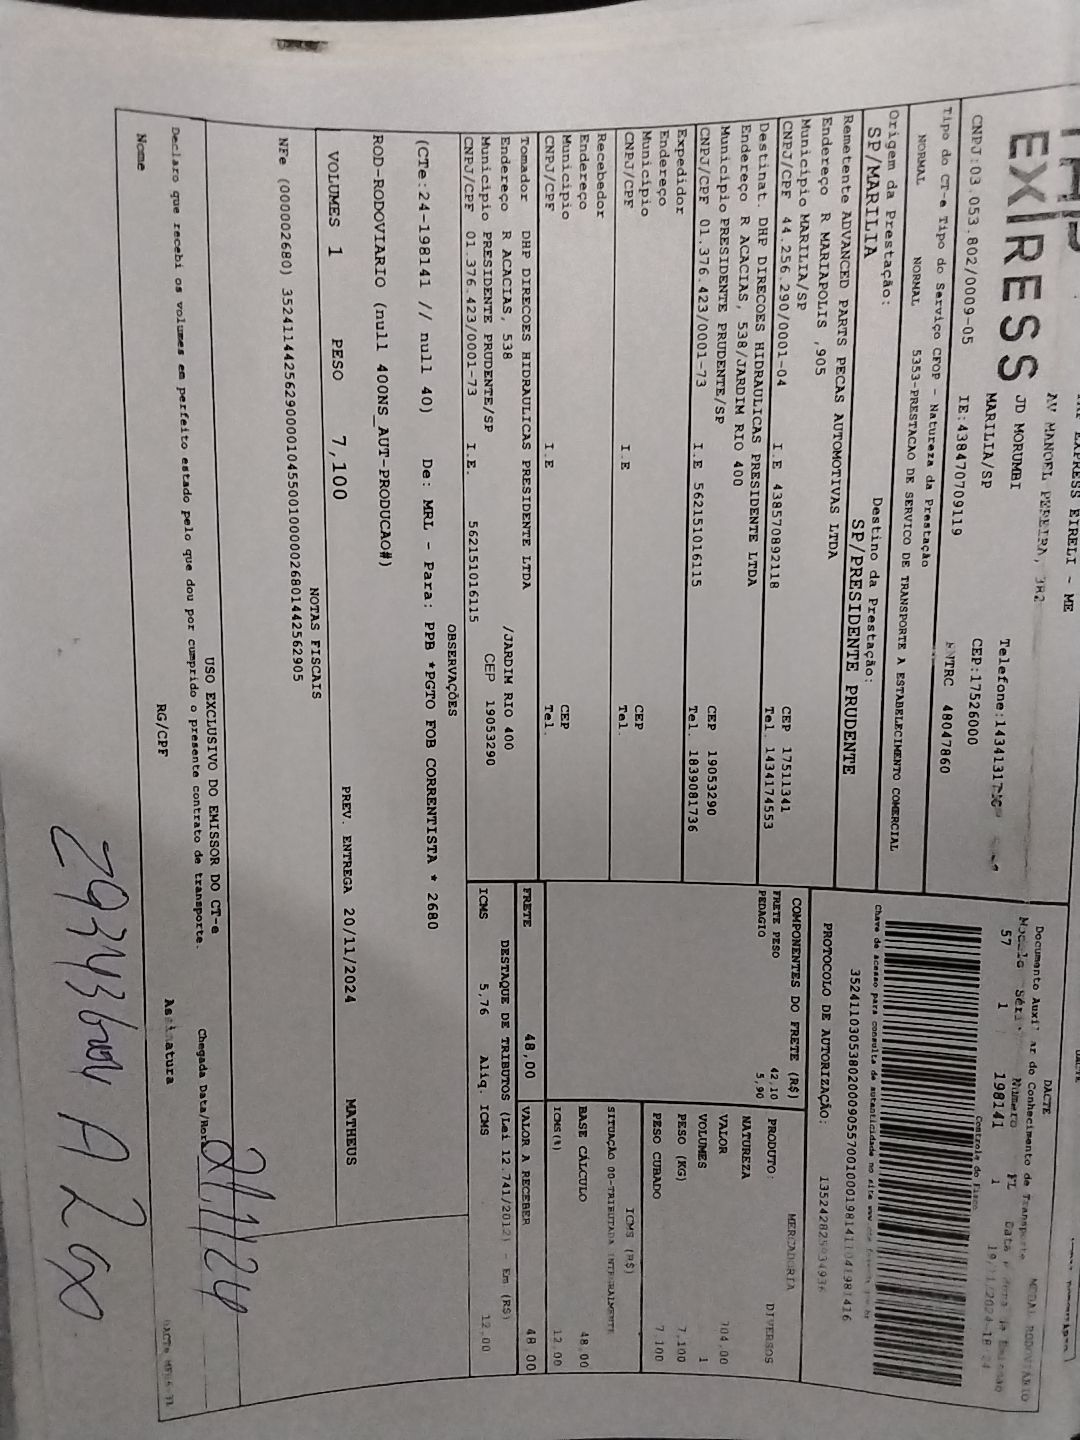 EXPRESS EIRELI - ME
AV MANOEL PEREIRA, 382
JD MORUMBI
MARILIA/SP CEP:17526000
EX|RESS
CNPJ:03.053.802/0009-05 IE:438470709119 48047860
Tipo do CT-e Tipo do Serviço CFOP - Natureza da Prestação
NORMAL NORMAL 5353-PRESTACAO DE SERVICO DE TRANSPORTE A ESTABELECIMENTO COMERCIAL
Origem da Prestação: Destino da Prestação:
SP/MARILIA SP/PRESIDENTE PRUDENTE
Remetente ADVANCED PARTS PECAS AUTOMOTIVAS LTDA
Endereço R MARIAPOLIS ,905
Município MARILIA/SP CEP 17511341
CNPJ/CPF 44.256.290/0001-04 I.E 438570892118 Tel. 1434174553
Destinat. DHP DIRECOES HIDRAULICAS PRESIDENTE LTDA
Endereço R ACACIAS, 538/JARDIM RIO 400
Município PRESIDENTE PRUDENTE/SP CEP 19053290
CNPJ/CPF 01.376.423/0001-73 I.E 562151016115 Tel. 1839081736
Expedidor
Endereço
Município CEP
CNPJ/CPF I.E Tel.
Recebedor
Endereço
Município CEP
CNPJ/CPF I.E Tel.
Tomador DHP DIRECOES HIDRAULICAS PRESIDENTE LTDA
Endereço R ACACIAS, 538 /JARDIM RIO 400
Município PRESIDENTE PRUDENTE/SP CEP 19053290
CNPJ/CPF 01.376.423/0001-73 I.E. 562151016115
DACTE
Documento Auxiliar do Conhecimento de Transporte MODAL RODOVIARIO
Modelo Série Número FL
57 1 198141 1
Controle do Fisco
Chave de acesso para consulta de autenticidade no site
PROTOCOLO DE AUTORIZAÇÃO:
COMPONENTES DO FRETE (R$)
FRETE PESO 42,10
PEDAGIO 5,90
PRODUTO: MERCADORIA
NATUREZA DIVERSOS
VALOR 704,00
VOLUMES 1
PESO (KG) 7,100
PESO CUBADO 7,100
ICMS (R$)
SITUAÇÃO 00-TRIBUTADA INTEGRALMENTE
BASE CÁLCULO 48,00
ICMS(%) 12,00
FRETE 48,00 VALOR A RECEBER 48,00
DESTAQUE DE TRIBUTOS (Lei 12.741/2012) - Em (R$)
ICMS 5,76 Aliq. ICMS 12,00
OBSERVAÇÕES
(CTe:24-198141 // null 40) De: MRL - Para: PPB *PGTO FOB CORRENTISTA * 2680
ROD-RODOVIARIO (null 400NS_AUT-PRODUCAO#)
VOLUMES 1 PESO 7,100 PREV. ENTREGA 20/11/2024 MATHEUS
NOTAS FISCAIS
NFe (000002680) 35241144256290000104550010000026801442562905
USO EXCLUSIVO DO EMISSOR DO CT-e
Declaro que recebi os volumes em perfeito estado pelo que dou por cumprido o presente contrato de transporte. Chegada Data/Hora
Nome RG/CPF Assinatura